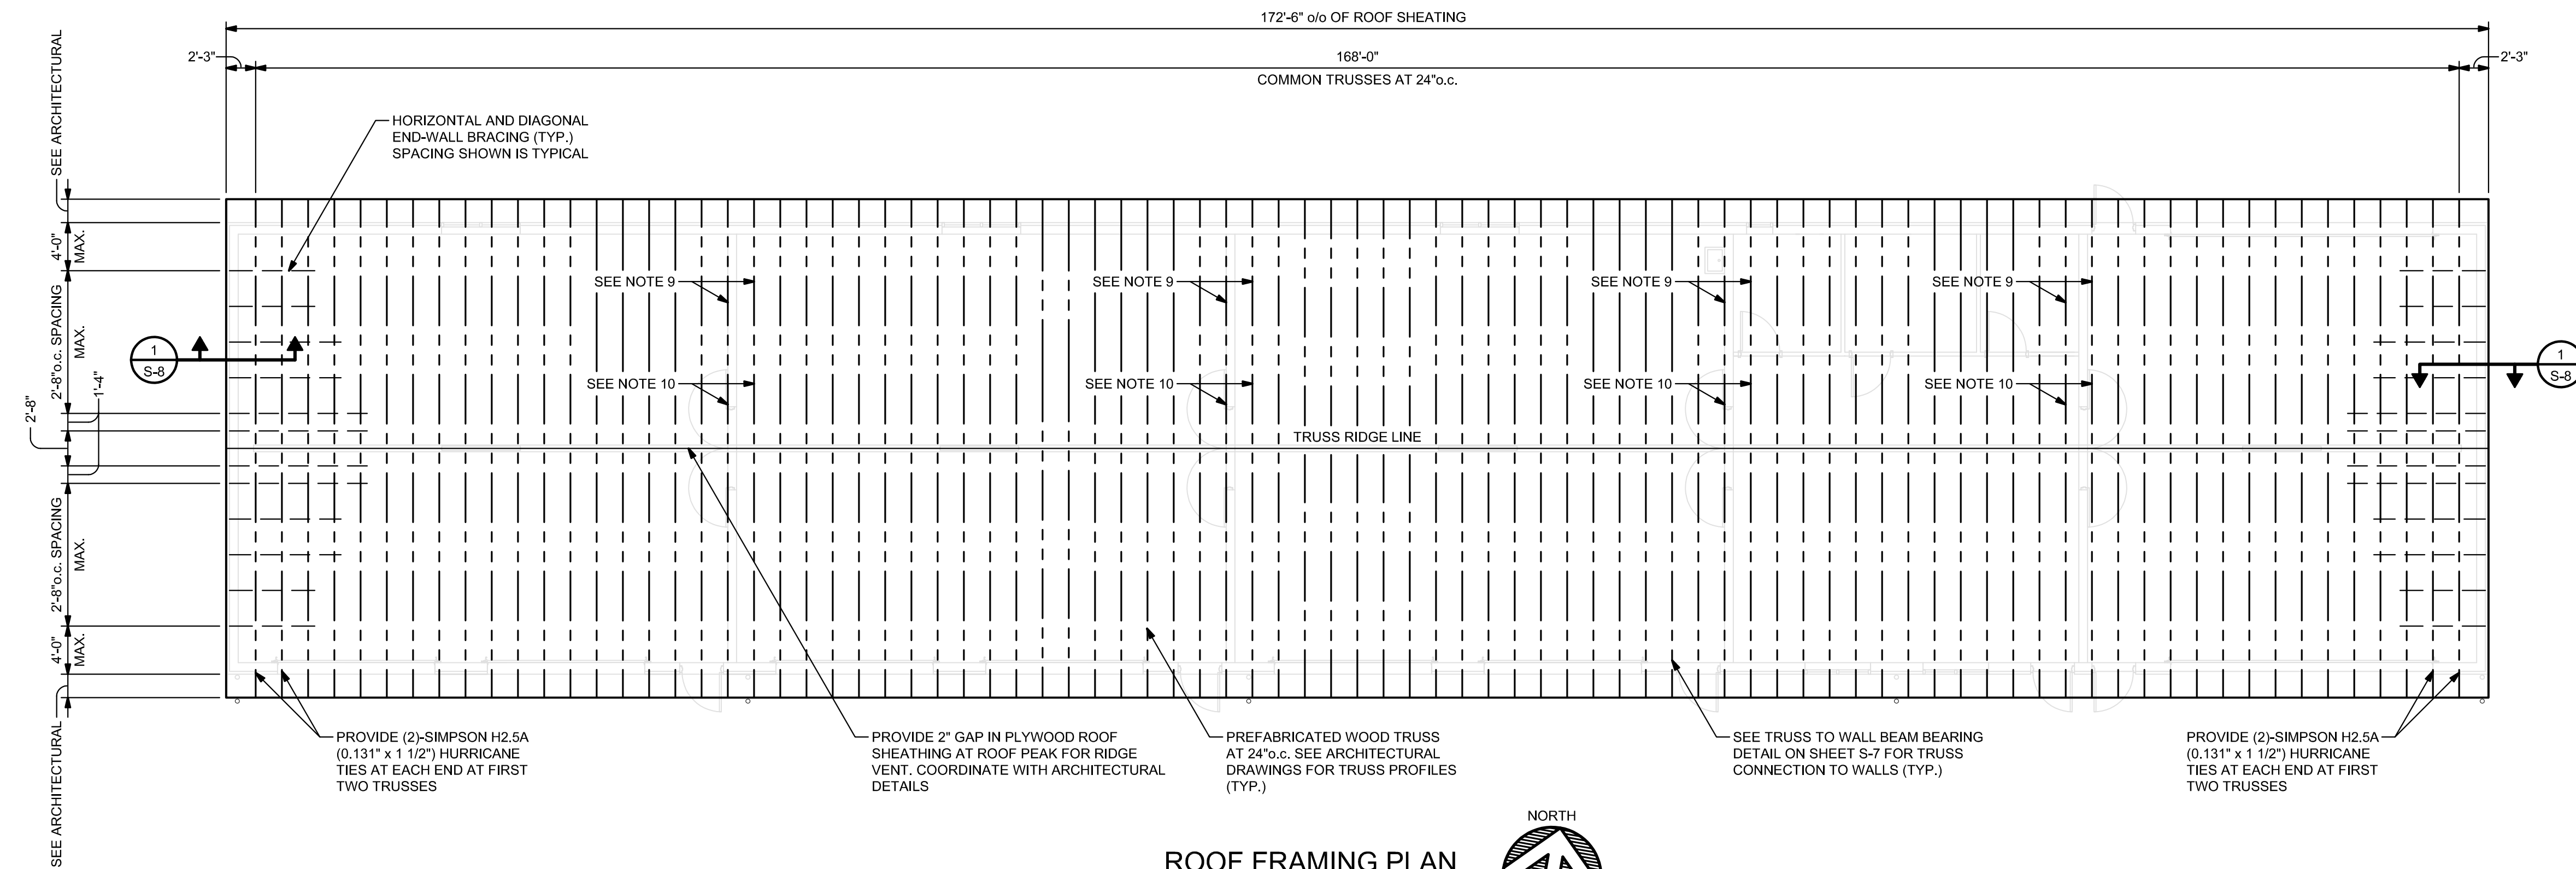 172'-6" o/o OF ROOF SHEATING
2'-3"
168'-0"
2'-3"
COMMON TRUSSES AT 24"o.c.
SEE ARCHITECTURAL
HORIZONTAL AND DIAGONAL
END-WALL BRACING (TYP.)
SPACING SHOWN IS TYPICAL
4'-0"
MAX.
2'-8"o.c. SPACING
MAX.
1'-4"
2'-8"
2'-8"o.c. SPACING
MAX.
4'-0"
MAX.
SEE ARCHITECTURAL
SEE NOTE 9
SEE NOTE 9
SEE NOTE 9
SEE NOTE 9
1
S-8
1
S-8
SEE NOTE 10
SEE NOTE 10
SEE NOTE 10
SEE NOTE 10
TRUSS RIDGE LINE
PROVIDE (2)-SIMPSON H2.5A
(0.131" x 1 1/2") HURRICANE
TIES AT EACH END AT FIRST
TWO TRUSSES
PROVIDE 2" GAP IN PLYWOOD ROOF
SHEATHING AT ROOF PEAK FOR RIDGE
VENT. COORDINATE WITH ARCHITECTURAL
DETAILS
PREFABRICATED WOOD TRUSS
AT 24"o.c. SEE ARCHITECTURAL
DRAWINGS FOR TRUSS PROFILES
(TYP.)
SEE TRUSS TO WALL BEAM BEARING
DETAIL ON SHEET S-7 FOR TRUSS
CONNECTION TO WALLS (TYP.)
PROVIDE (2)-SIMPSON H2.5A
(0.131" x 1 1/2") HURRICANE
TIES AT EACH END AT FIRST
TWO TRUSSES
NORTH
ROOF FRAMING PLAN